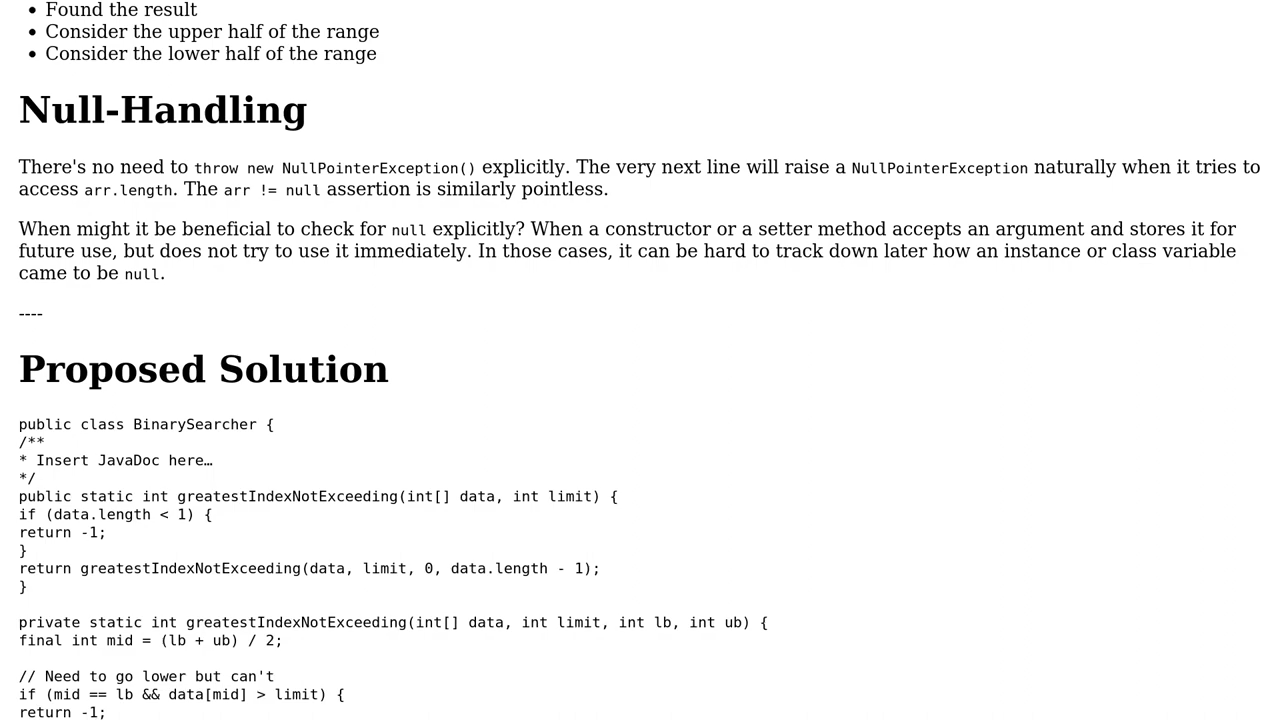 • Found the result
• Consider the upper half of the range
• Consider the lower half of the range
Null-Handling
There's no need to throw new NullPointerException() explicitly. The very next line will raise a NullPointerException naturally when it tries to
access arr.length. The arr != null assertion is similarly pointless.
When might it be beneficial to check for null explicitly? When a constructor or a setter method accepts an argument and stores it for
future use, but does not try to use it immediately. In those cases, it can be hard to track down later how an instance or class variable
came to be null.
----
Proposed Solution
public class BinarySearcher {
/**
* Insert JavaDoc here…
*/
public static int greatestIndexNotExceeding(int[] data, int limit) {
if (data.length < 1) {
return -1;
}
return greatestIndexNotExceeding(data, limit, 0, data.length - 1);
}
private static int greatestIndexNotExceeding(int[] data, int limit, int lb, int ub) {
final int mid = (lb + ub) / 2;
// Need to go lower but can't
if (mid == lb && data[mid] > limit) {
return -1;